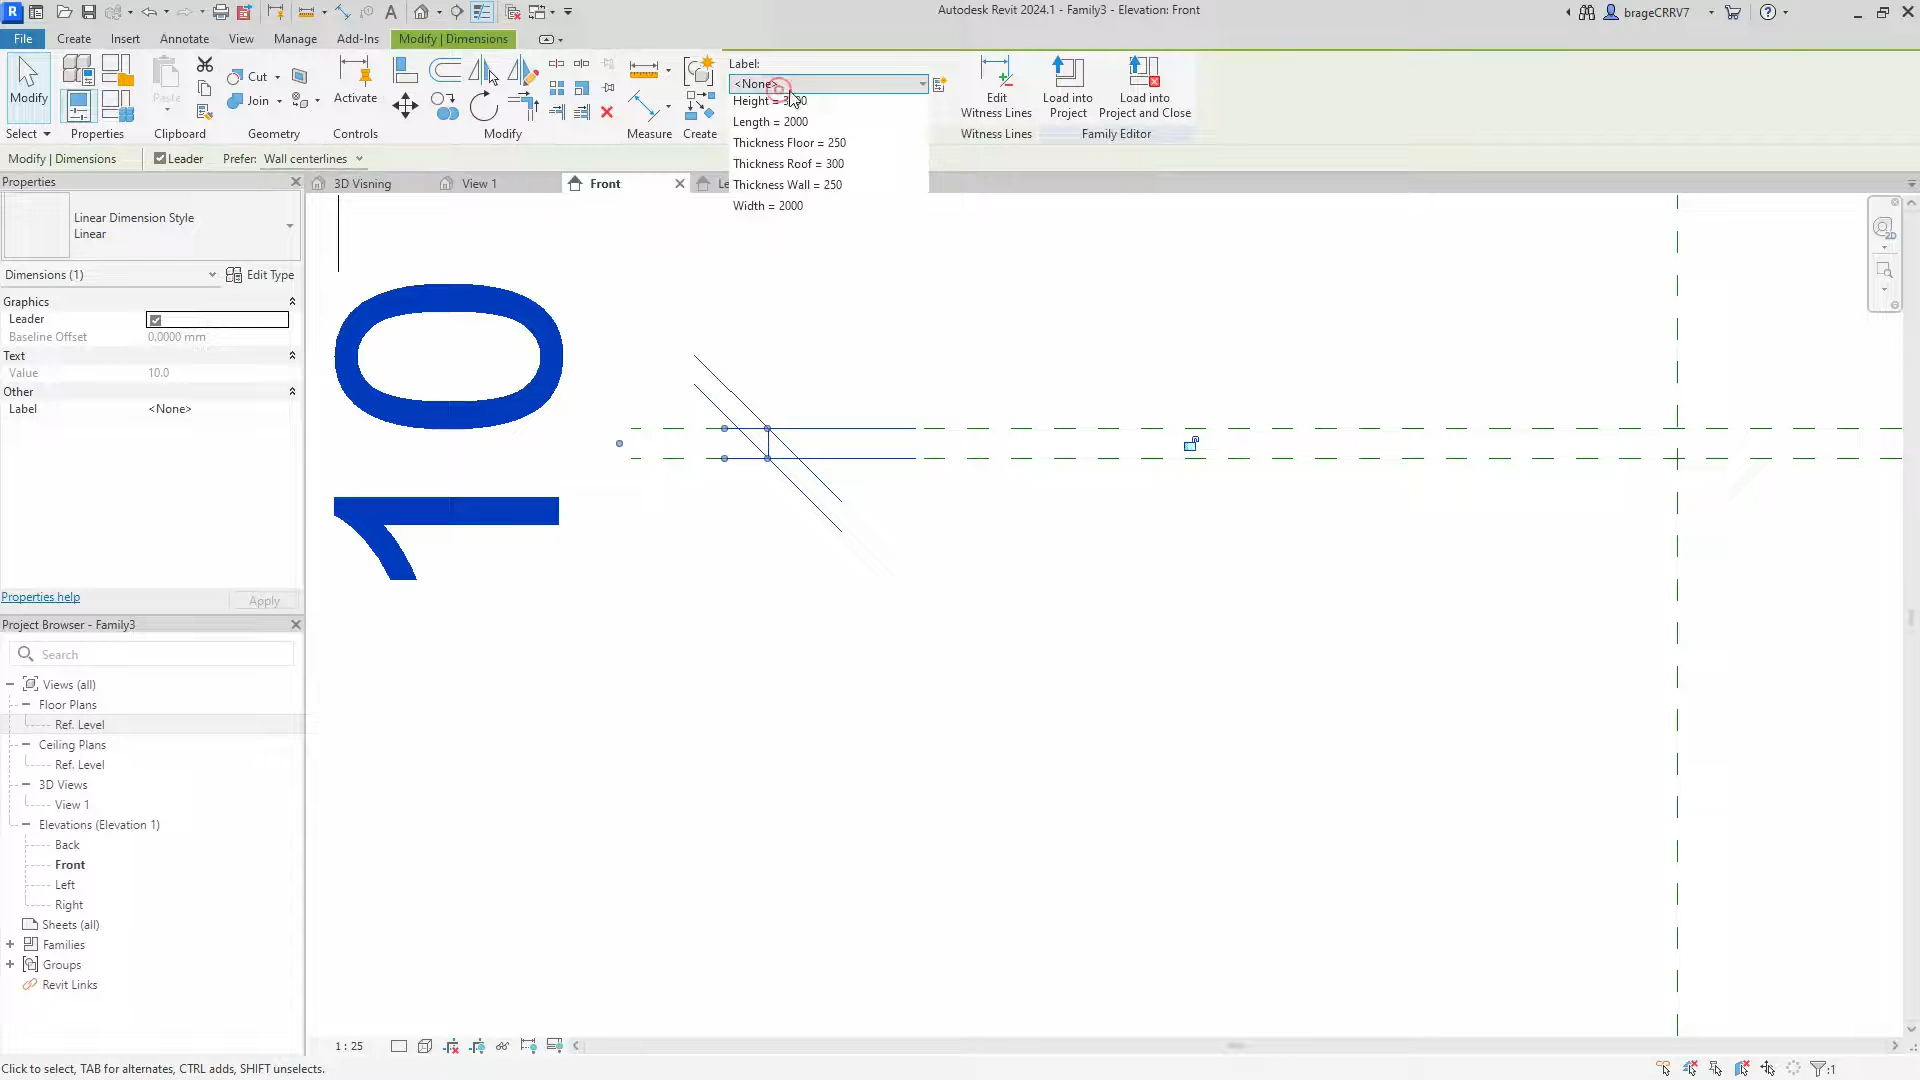 Autodesk Revit 2024.1 - Family3 - Elevation: Front
brageCRRV7
File Create Insert Annotate View Manage Add-Ins Modify | Dimensions
Modify
Select
Properties
Paste
Clipboard
Cut
Join
Geometry
Activate
Controls
Modify
Measure
Create
Label:
<None>
Length = 2000
Thickness Floor = 250
Thickness Roof = 300
Thickness Wall = 250
Width = 2000
Edit
Witness Lines
Witness Lines
Load into
Project
Load into
Project and Close
Family Editor
Modify | Dimensions
Leader
Prefer: Wall centerlines
Properties
3D Visning
View 1
Front
Linear Dimension Style
Linear
Dimensions (1)
Edit Type
Graphics
Leader
Baseline Offset 0.0000 mm
Text
Value 10.0
Other
Label <None>
Properties help
Apply
10
Project Browser - Family3
Search
Views (all)
Floor Plans
Ref. Level
Ceiling Plans
Ref. Level
3D Views
View 1
Elevations (Elevation 1)
Back
Front
Left
Right
Sheets (all)
Families
Groups
Revit Links
1 : 25
Click to select, TAB for alternates, CTRL adds, SHIFT unselects.
:1